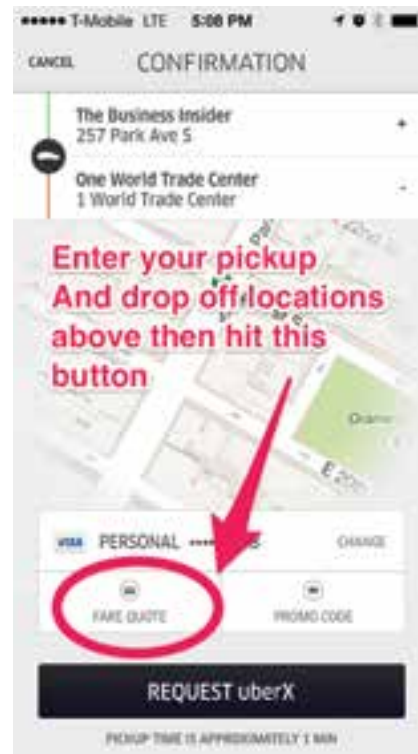 T-Mobile LTE 5:08 PM
CANCEL CONFIRMATION
The Business Insider +
257 Park Ave S
One World Trade Center -
1 World Trade Center
Enter your pickup
And drop off locations
above then hit this
button
E 20th
VISA PERSONAL •••• CHANGE
FARE QUOTE PROMO CODE
REQUEST uberX
PICKUP TIME IS APPROXIMATELY 1 MIN